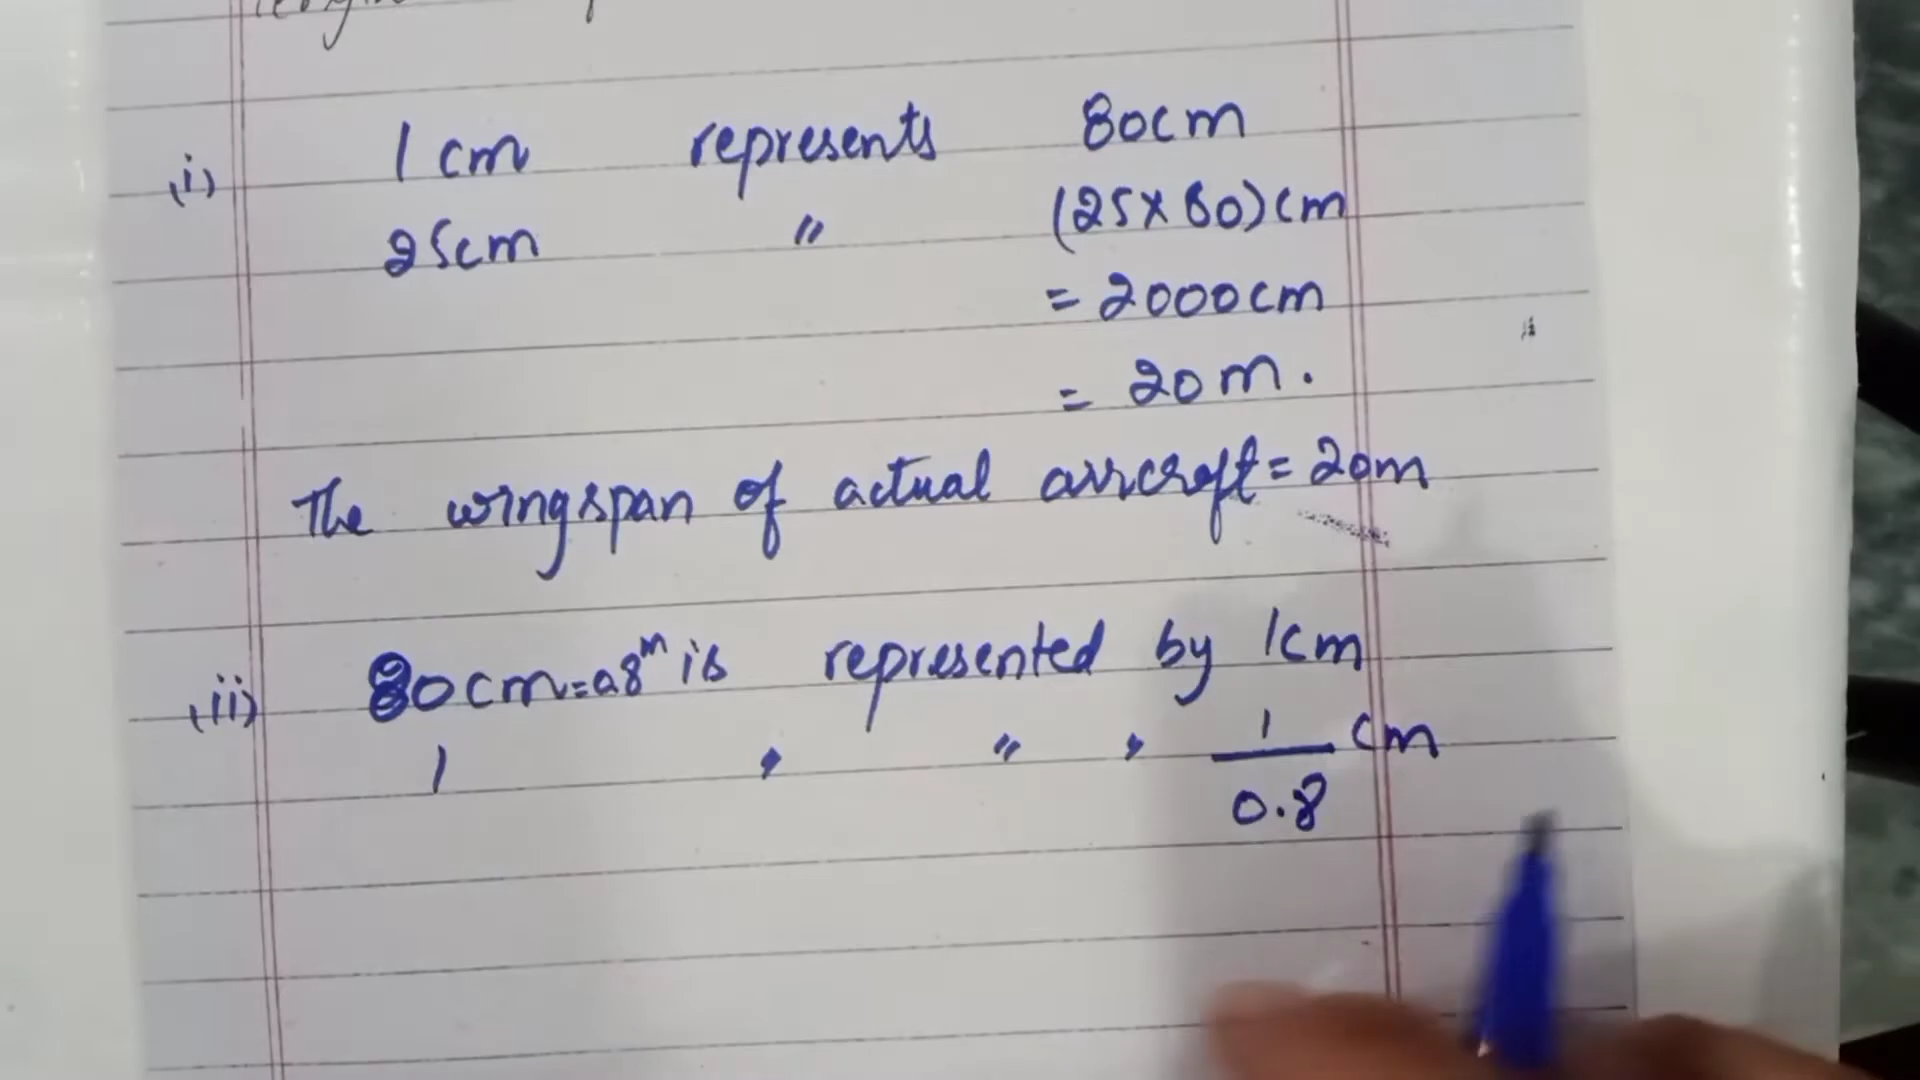 (i) 1 cm represents 80cm
25cm " (25×80)cm
= 2000cm
= 20m.
The wingspan of actual aircraft = 20m
(ii) 80cm=0.8m is represented by 1cm
1 " " " 1/0.8 cm